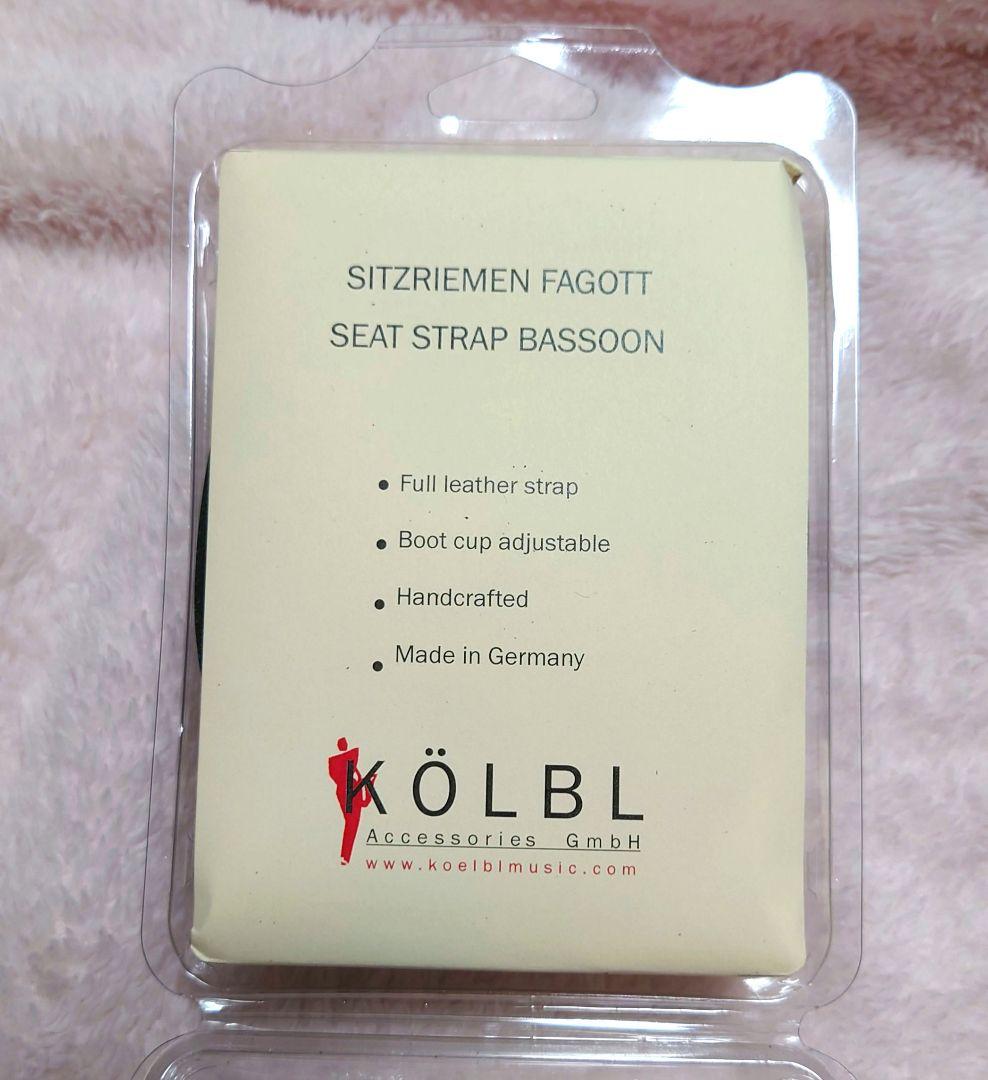 SITZRIEMEN FAGOTT
SEAT STRAP BASSOON
• Full leather strap
• Boot cup adjustable
• Handcrafted
• Made in Germany
KÖLBL
Accessories GmbH
www.koelblmusic.com